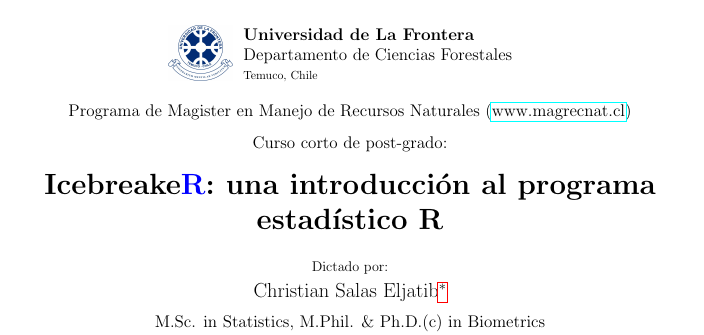 Universidad de La Frontera
Departamento de Ciencias Forestales
Temuco, Chile
Programa de Magister en Manejo de Recursos Naturales (www.magrecnat.cl)
Curso corto de post-grado:
IcebreakeR: una introducción al programa
estadístico R
Dictado por:
Christian Salas Eljatib*
M.Sc. in Statistics, M.Phil. & Ph.D.(c) in Biometrics